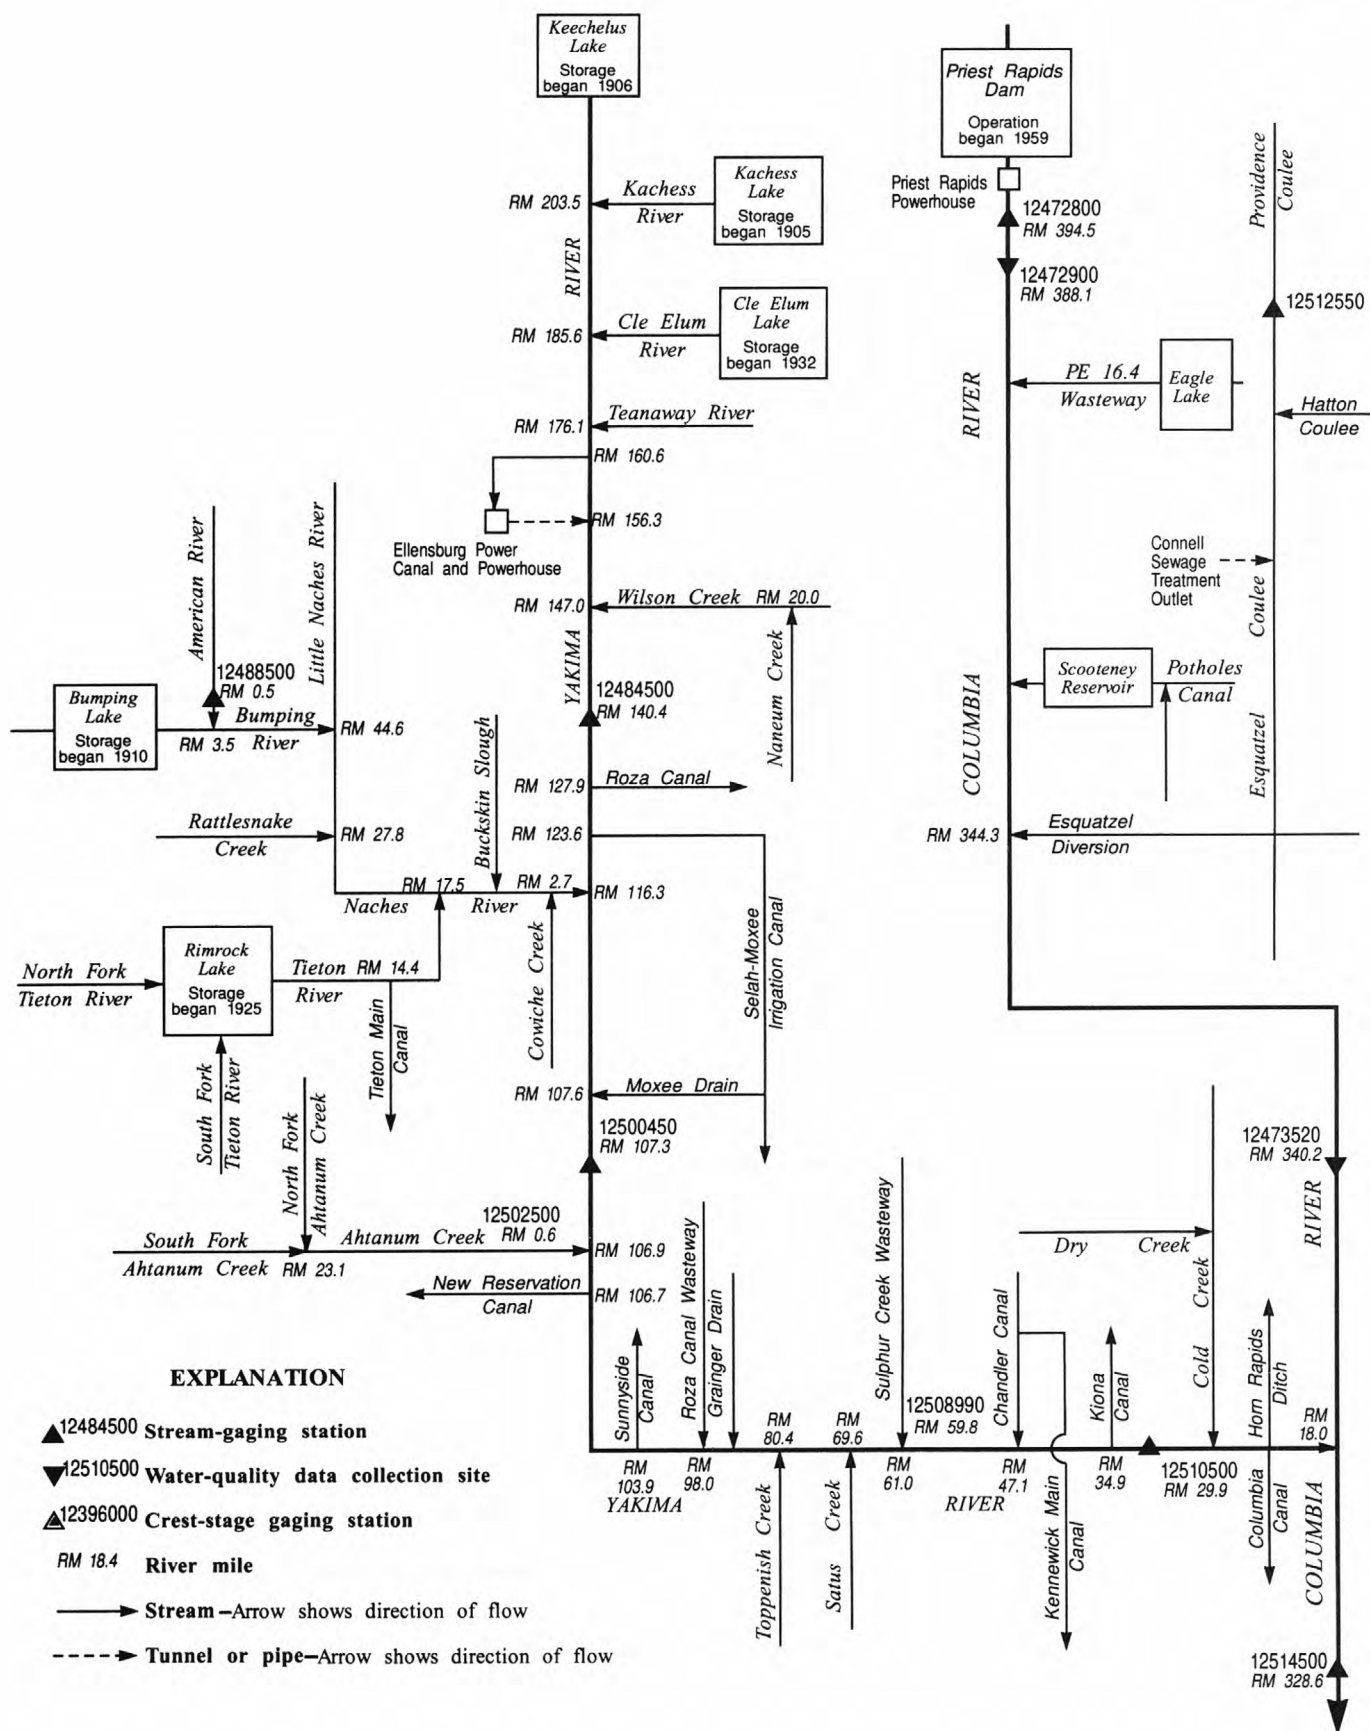 Keechelus
Lake
Storage
began 1906
Priest Rapids
Dam
Operation
began 1959
Priest Rapids
Powerhouse
12472800
RM 394.5
12472900
RM 388.1
Providence
Coulee
12512550
RM 203.5
Kachess
River
Kachess
Lake
Storage
began 1905
RIVER
RM 185.6
Cle Elum
River
Cle Elum
Lake
Storage
began 1932
RIVER
PE 16.4
Wasteway
Eagle
Lake
Hatton
Coulee
RM 176.1
Teanaway River
RM 160.6
RM 156.3
Ellensburg Power
Canal and Powerhouse
Connell
Sewage
Treatment
Outlet
Coulee
Esquatzel
RM 147.0
Wilson Creek RM 20.0
Naneum Creek
YAKIMA
12484500
RM 140.4
COLUMBIA
Scooteney
Reservoir
Potholes
Canal
American River
Little Naches River
12488500
RM 0.5
Bumping
Lake
Storage
began 1910
RM 3.5
Bumping
River
RM 44.6
Buckskin Slough
RM 127.9
Roza Canal
Rattlesnake
Creek
RM 27.8
RM 123.6
RM 344.3
Esquatzel
Diversion
RM 17.5
RM 2.7
RM 116.3
Naches
River
Selah-Moxee
Irrigation Canal
North Fork
Tieton River
Rimrock
Lake
Storage
began 1925
Tieton RM 14.4
River
Cowiche Creek
Tieton Main
Canal
South Fork
Tieton River
North Fork
Ahtanum Creek
RM 107.6
Moxee Drain
12500450
RM 107.3
12473520
RM 340.2
RIVER
South Fork
Ahtanum Creek RM 23.1
Ahtanum Creek
12502500
RM 0.6
RM 106.9
New Reservation
Canal
RM 106.7
Dry Creek
Cold Creek
Sunnyside
Canal
Roza Canal Wasteway
Grainger Drain
RM
80.4
RM
69.6
Sulphur Creek Wasteway
12508990
RM 59.8
Chandler Canal
Kiona
Canal
Horn Rapids
Ditch
RM
18.0
RM
103.9
YAKIMA
RM
98.0
Toppenish Creek
Satus Creek
RM
61.0
RIVER
RM
47.1
Kennewick Main
Canal
RM
34.9
12510500
RM 29.9
Columbia
Canal
COLUMBIA
12514500
RM 328.6
EXPLANATION
12484500 Stream-gaging station
12510500 Water-quality data collection site
12396000 Crest-stage gaging station
RM 18.4 River mile
Stream–Arrow shows direction of flow
Tunnel or pipe–Arrow shows direction of flow